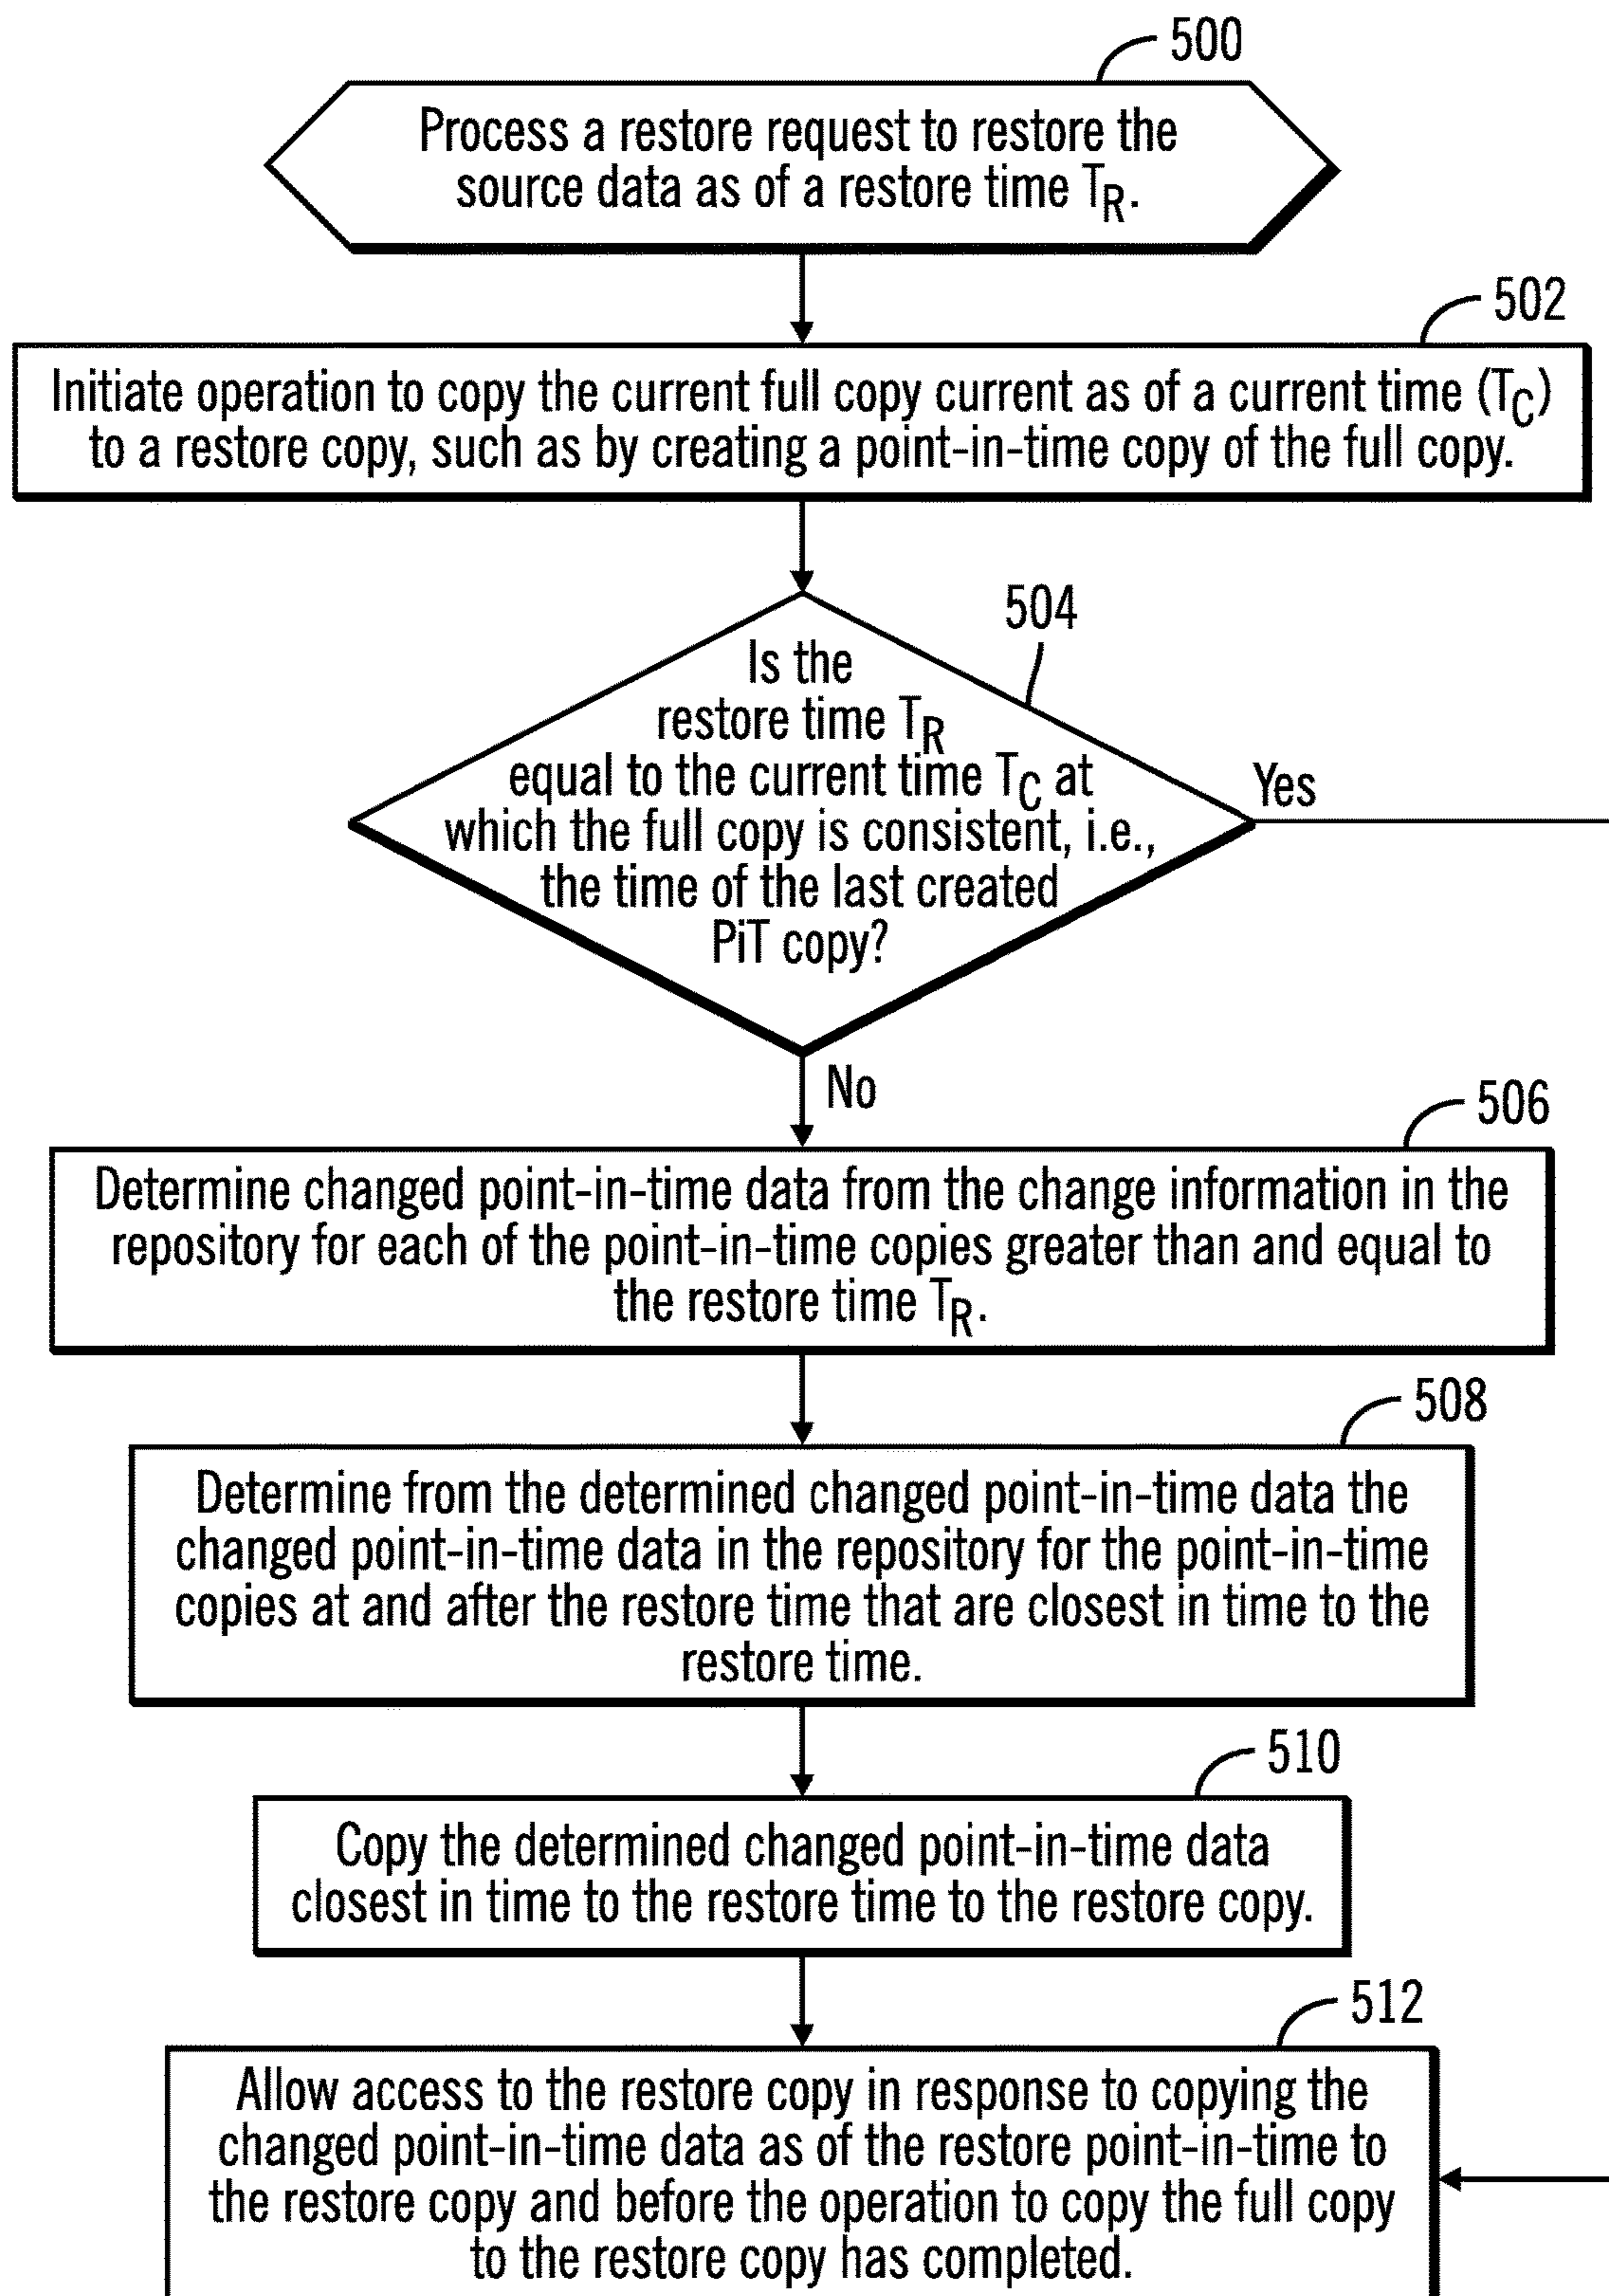 500
Process a restore request to restore the
source data as of a restore time TR.
502
Initiate operation to copy the current full copy current as of a current time (TC)
to a restore copy, such as by creating a point-in-time copy of the full copy.
504
Is the
restore time TR
equal to the current time TC at
which the full copy is consistent, i.e.,
the time of the last created
PiT copy?
Yes
No
506
Determine changed point-in-time data from the change information in the
repository for each of the point-in-time copies greater than and equal to
the restore time TR.
508
Determine from the determined changed point-in-time data the
changed point-in-time data in the repository for the point-in-time
copies at and after the restore time that are closest in time to the
restore time.
510
Copy the determined changed point-in-time data
closest in time to the restore time to the restore copy.
512
Allow access to the restore copy in response to copying the
changed point-in-time data as of the restore point-in-time to
the restore copy and before the operation to copy the full copy
to the restore copy has completed.